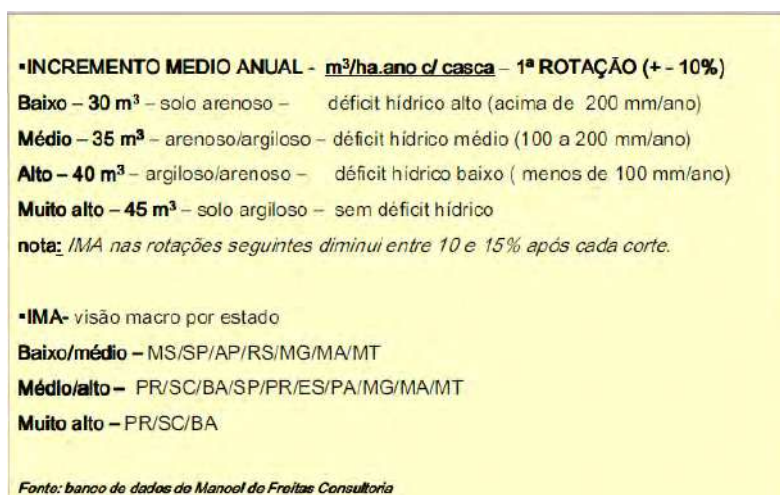 ▪INCREMENTO MEDIO ANUAL - m³/ha.ano c/ casca – 1ª ROTAÇÃO (+ - 10%)
Baixo – 30 m³ – solo arenoso – déficit hídrico alto (acima de 200 mm/ano)
Médio – 35 m³ – arenoso/argiloso – déficit hídrico médio (100 a 200 mm/ano)
Alto – 40 m³ – argiloso/arenoso – déficit hídrico baixo ( menos de 100 mm/ano)
Muito alto – 45 m³ – solo argiloso – sem déficit hídrico
nota: IMA nas rotações seguintes diminui entre 10 e 15% após cada corte.
▪IMA- visão macro por estado
Baixo/médio – MS/SP/AP/RS/MG/MA/MT
Médio/alto – PR/SC/BA/SP/PR/ES/PA/MG/MA/MT
Muito alto – PR/SC/BA
Fonte: banco de dados de Manoel de Freitas Consultoria